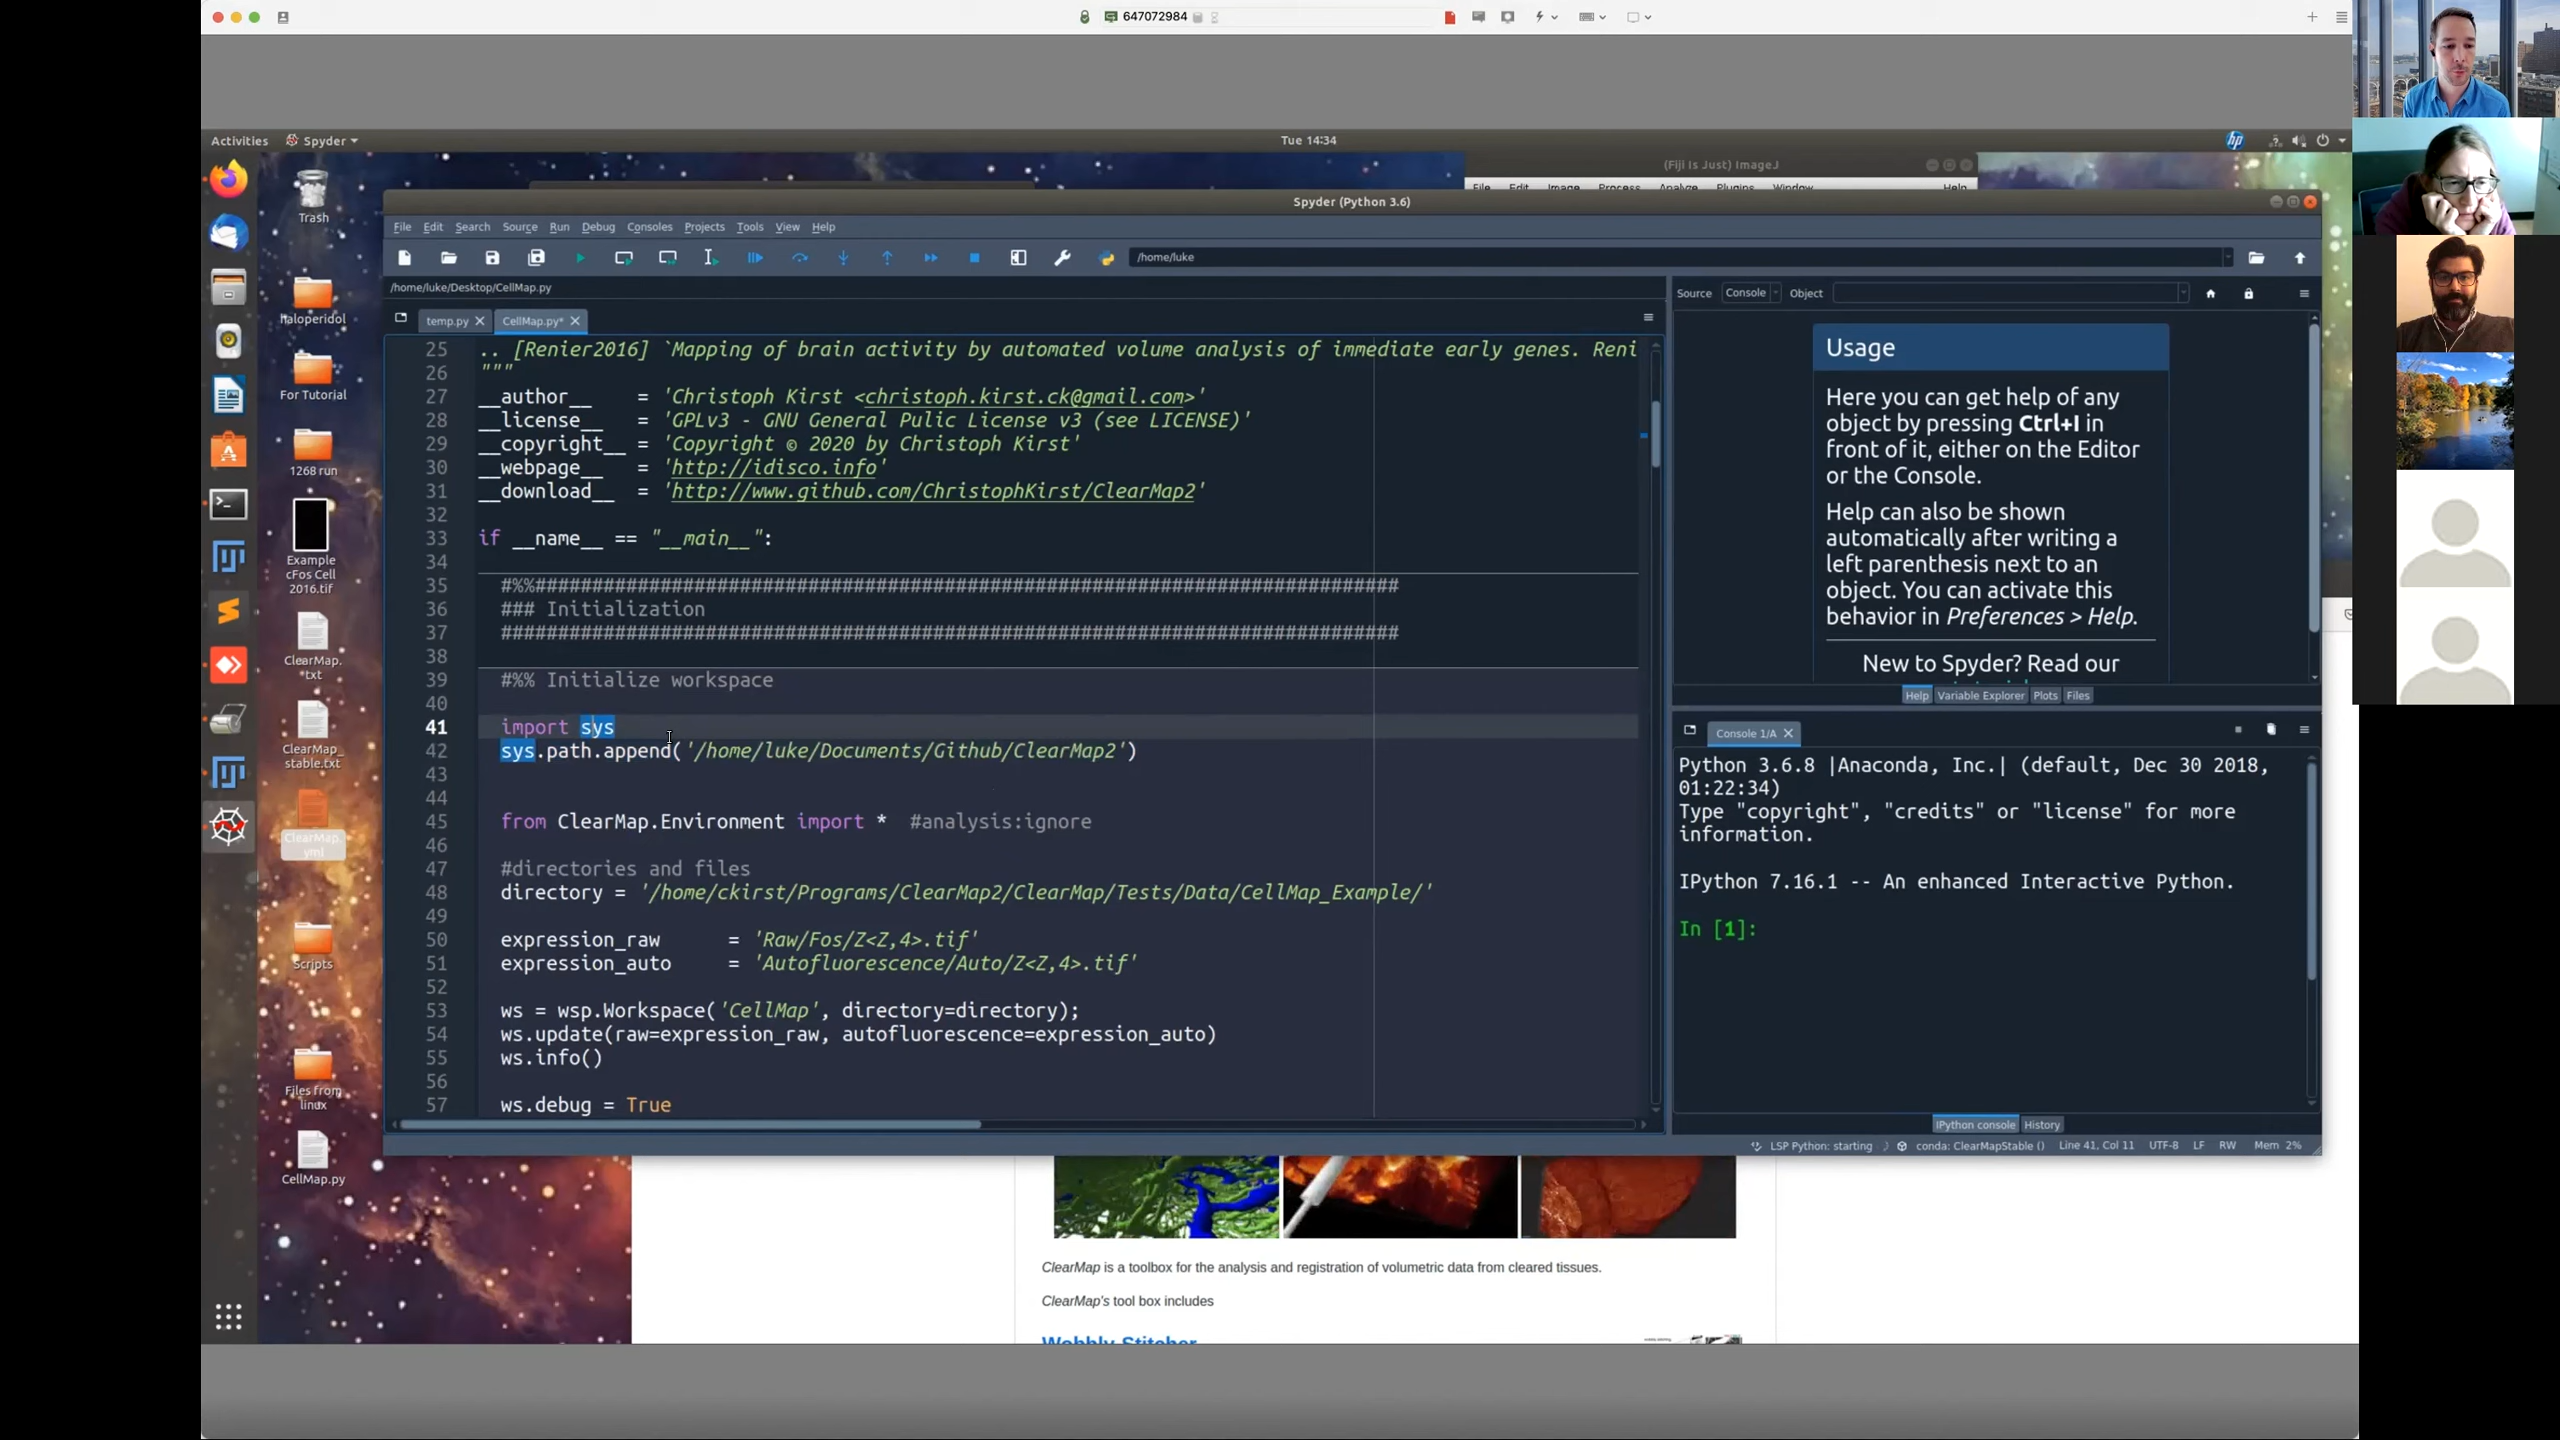 647072984
Activities
Spyder
Tue 14:34
hp
(Fiji Is Just) ImageJ
File Edit Image Process Analyze Plugins Window Help
Trash
haloperidol
For Tutorial
1268 run
Example
cFos Cell
2016.tif
ClearMap.
txt
ClearMap_
stable.txt
ClearMap.
yml
Scripts
Files from
linux
CellMap.py
Spyder (Python 3.6)
File Edit Search Source Run Debug Consoles Projects Tools View Help
/home/luke
/home/luke/Desktop/CellMap.py
temp.py
CellMap.py*
25 .. [Renier2016] `Mapping of brain activity by automated volume analysis of immediate early genes. Reni
26 """
27 __author__ = 'Christoph Kirst <christoph.kirst.ck@gmail.com>'
28 __license__ = 'GPLv3 - GNU General Pulic License v3 (see LICENSE)'
29 __copyright__ = 'Copyright © 2020 by Christoph Kirst'
30 __webpage__ = 'http://idisco.info'
31 __download__ = 'http://www.github.com/ChristophKirst/ClearMap2'
32
33 if __name__ == "__main__":
34
35 #%%############################################################################
36 ### Initialization
37 ###############################################################################
38
39 #%% Initialize workspace
40
41 import sys
42 sys.path.append('/home/luke/Documents/Github/ClearMap2')
43
44
45 from ClearMap.Environment import * #analysis:ignore
46
47 #directories and files
48 directory = '/home/ckirst/Programs/ClearMap2/ClearMap/Tests/Data/CellMap_Example/'
49
50 expression_raw = 'Raw/Fos/Z<Z,4>.tif'
51 expression_auto = 'Autofluorescence/Auto/Z<Z,4>.tif'
52
53 ws = wsp.Workspace('CellMap', directory=directory);
54 ws.update(raw=expression_raw, autofluorescence=expression_auto)
55 ws.info()
56
57 ws.debug = True
Source Console Object
Usage
Here you can get help of any
object by pressing Ctrl+I in
front of it, either on the Editor
or the Console.
Help can also be shown
automatically after writing a
left parenthesis next to an
object. You can activate this
behavior in Preferences > Help.
New to Spyder? Read our
Help Variable Explorer Plots Files
Console 1/A
Python 3.6.8 |Anaconda, Inc.| (default, Dec 30 2018,
01:22:34)
Type "copyright", "credits" or "license" for more
information.
IPython 7.16.1 -- An enhanced Interactive Python.
In [1]:
IPython console History
LSP Python: starting conda: ClearMapStable () Line 41, Col 11 UTF-8 LF RW Mem 2%
ClearMap is a toolbox for the analysis and registration of volumetric data from cleared tissues.
ClearMap's tool box includes
Wobbly Stitcher